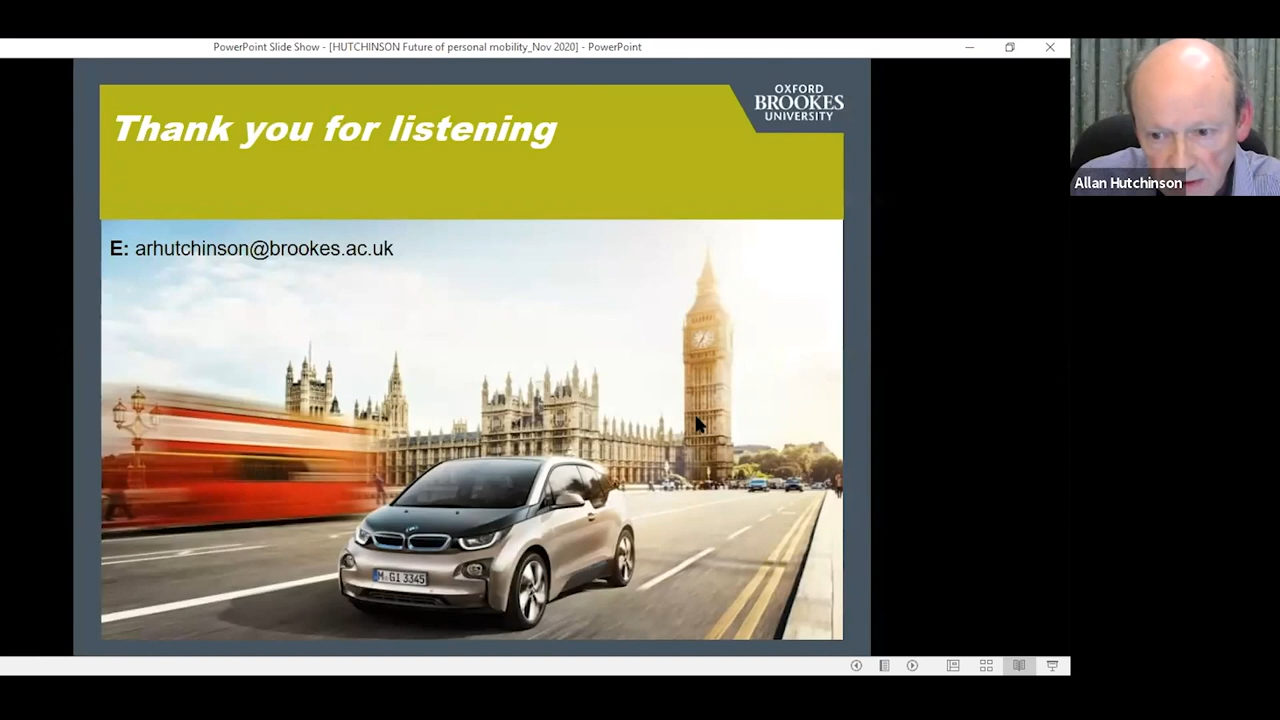 PowerPoint Slide Show - [HUTCHINSON Future of personal mobility_Nov 2020] - PowerPoint
OXFORD
BROOKES
UNIVERSITY
Thank you for listening
Allan Hutchinson
E: arhutchinson@brookes.ac.uk
M GI 3345